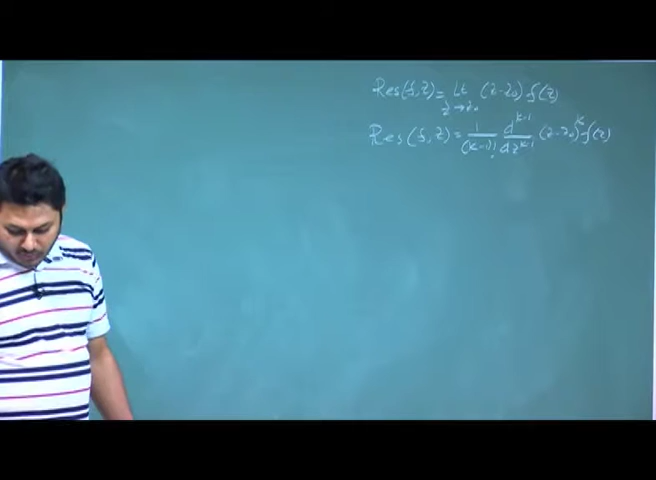 Res(f,z) = Lt z→z₀ (z-z₀) f(z)
Res(f,z) = 1/(k-1)! d^(k-1)/dz^(k-1) (z-z₀)^k f(z)